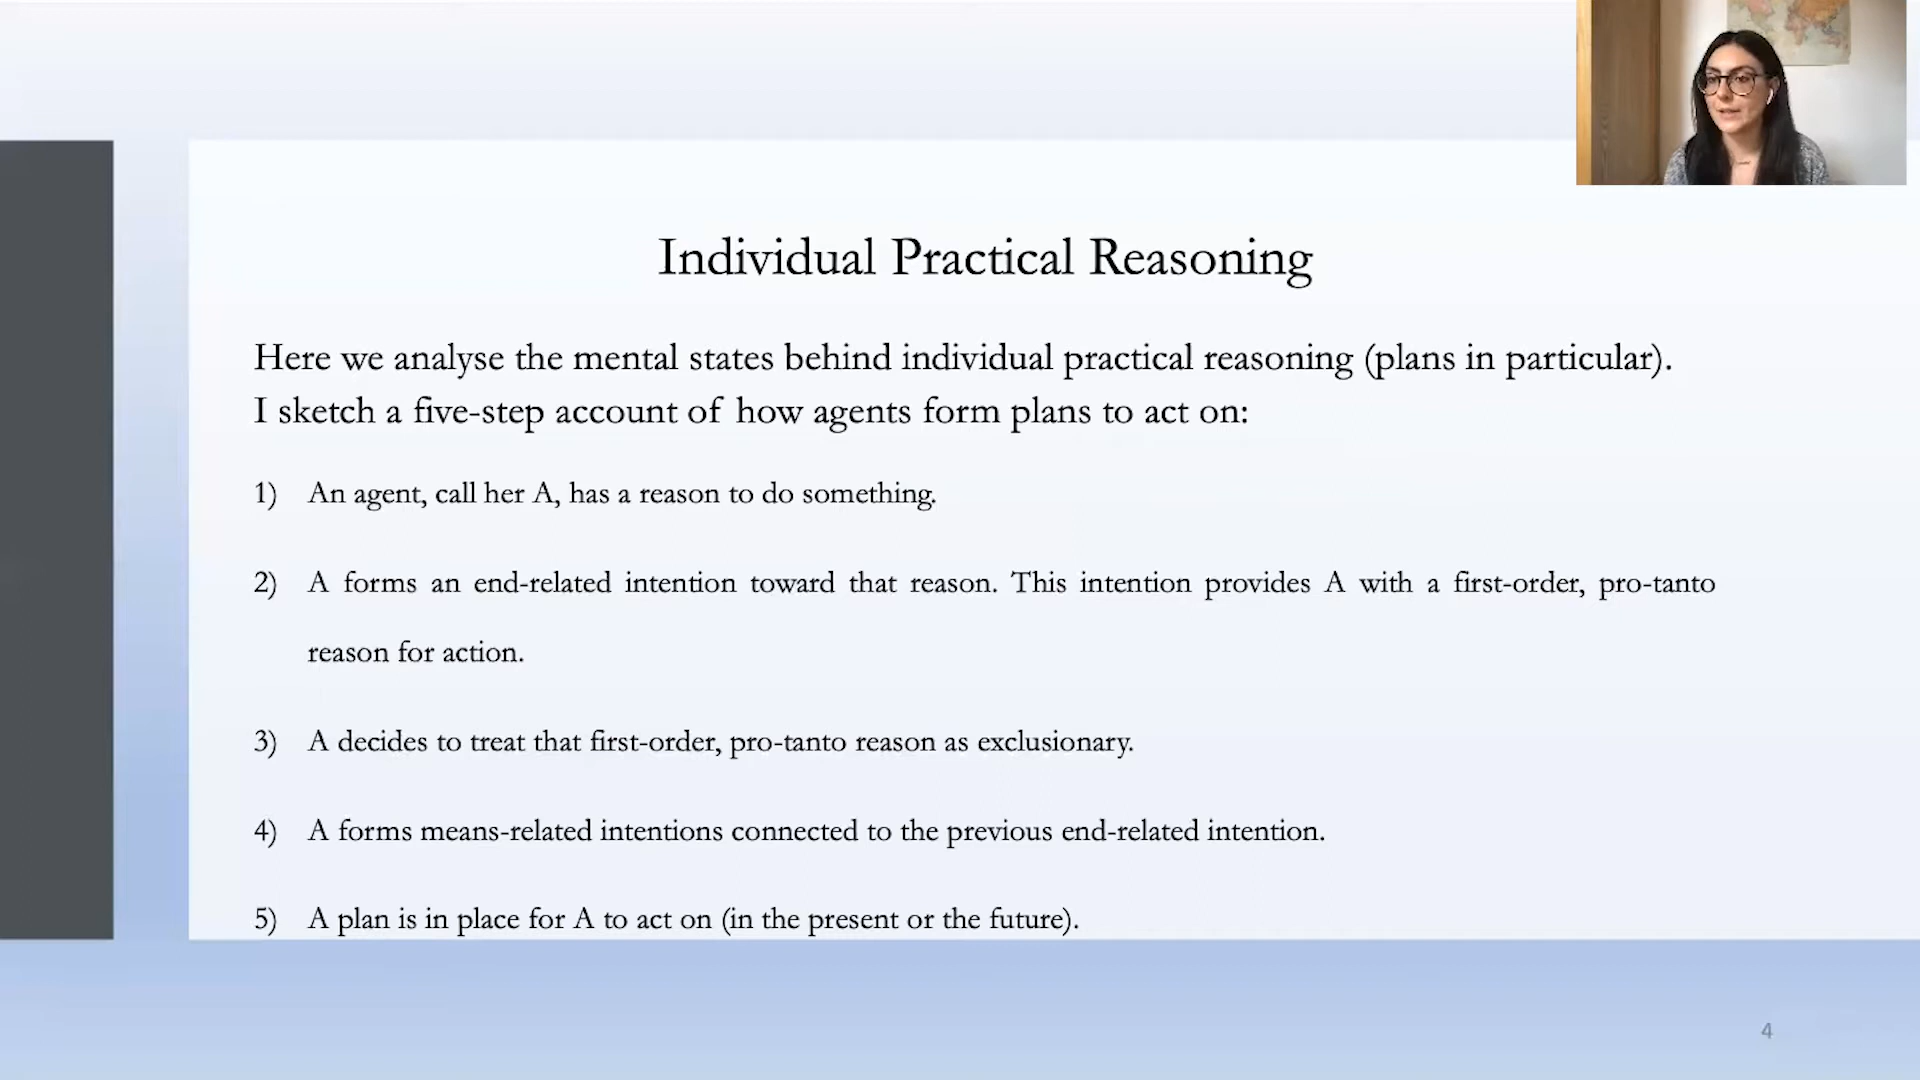 Individual Practical Reasoning
Here we analyse the mental states behind individual practical reasoning (plans in particular).
I sketch a five-step account of how agents form plans to act on:
1) An agent, call her A, has a reason to do something.
2) A forms an end-related intention toward that reason. This intention provides A with a first-order, pro-tanto
reason for action.
3) A decides to treat that first-order, pro-tanto reason as exclusionary.
4) A forms means-related intentions connected to the previous end-related intention.
5) A plan is in place for A to act on (in the present or the future).
4